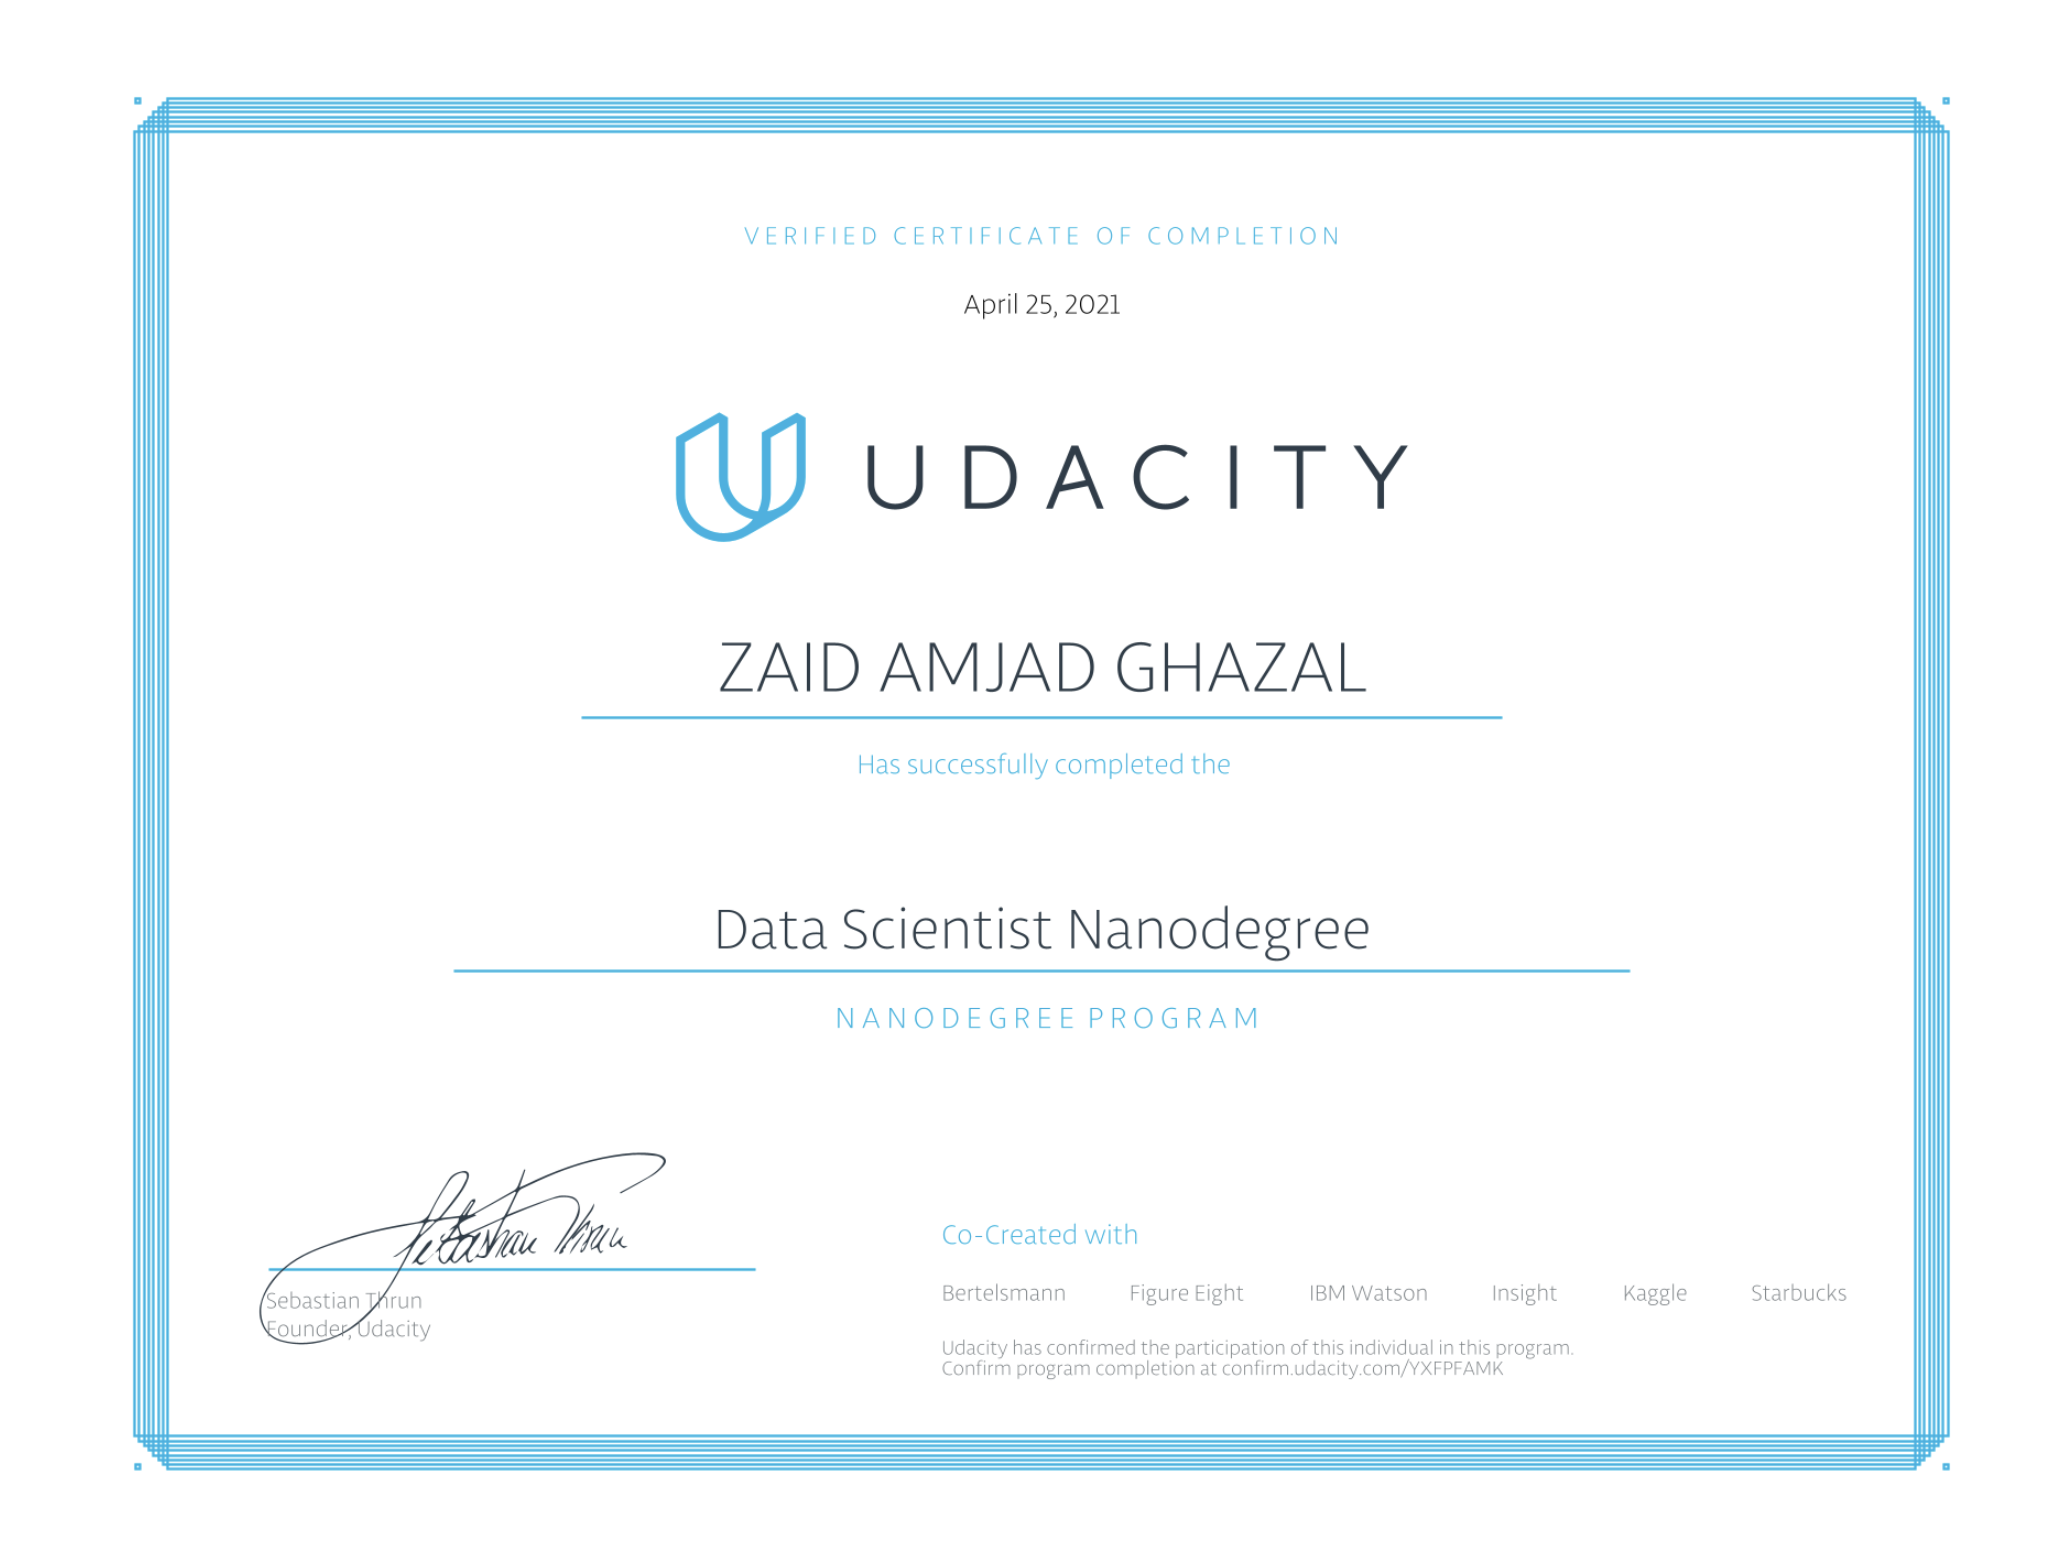 VERIFIED CERTIFICATE OF COMPLETION
April 25, 2021
UDACITY
ZAID AMJAD GHAZAL
Has successfully completed the
Data Scientist Nanodegree
NANODEGREE PROGRAM
Sebastian Thrun
Sebastian Thrun
Founder, Udacity
Co-Created with
Bertelsmann Figure Eight IBM Watson Insight Kaggle Starbucks
Udacity has confirmed the participation of this individual in this program.
Confirm program completion at confirm.udacity.com/YXFPFAMK